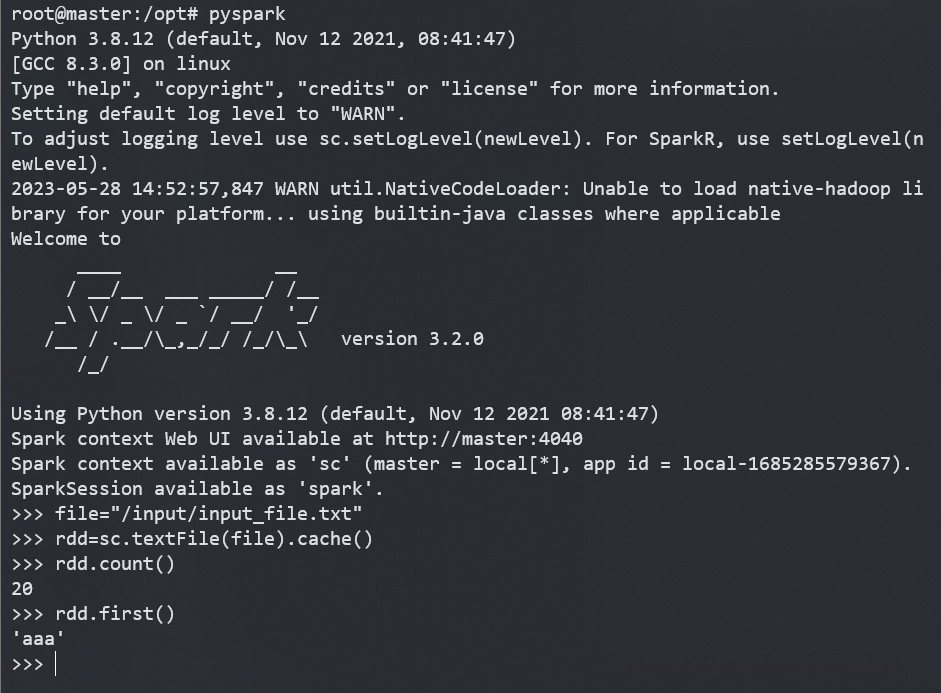 root@master:/opt# pyspark
Python 3.8.12 (default, Nov 12 2021, 08:41:47)
[GCC 8.3.0] on linux
Type "help", "copyright", "credits" or "license" for more information.
Setting default log level to "WARN".
To adjust logging level use sc.setLogLevel(newLevel). For SparkR, use setLogLevel(n
ewLevel).
2023-05-28 14:52:57,847 WARN util.NativeCodeLoader: Unable to load native-hadoop li
brary for your platform... using builtin-java classes where applicable
Welcome to
      ____              __
     / __/__  ___ _____/ /__
    _\ \/ _ \/ _ `/ __/  '_/
   /__ / .__/\_,_/_/ /_/\_\   version 3.2.0
      /_/
Using Python version 3.8.12 (default, Nov 12 2021 08:41:47)
Spark context Web UI available at http://master:4040
Spark context available as 'sc' (master = local[*], app id = local-1685285579367).
SparkSession available as 'spark'.
>>> file="/input/input_file.txt"
>>> rdd=sc.textFile(file).cache()
>>> rdd.count()
20
>>> rdd.first()
'aaa'
>>>